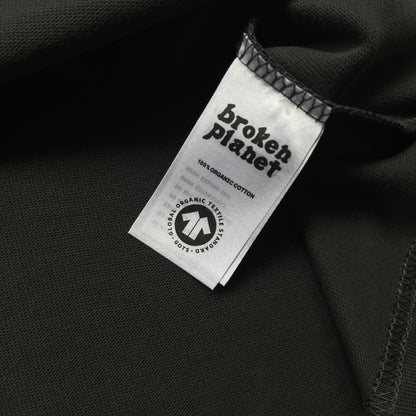 broken
planet
100% ORGANIC COTTON
GLOBAL ORGANIC TEXTILE STANDARD
· GOTS ·